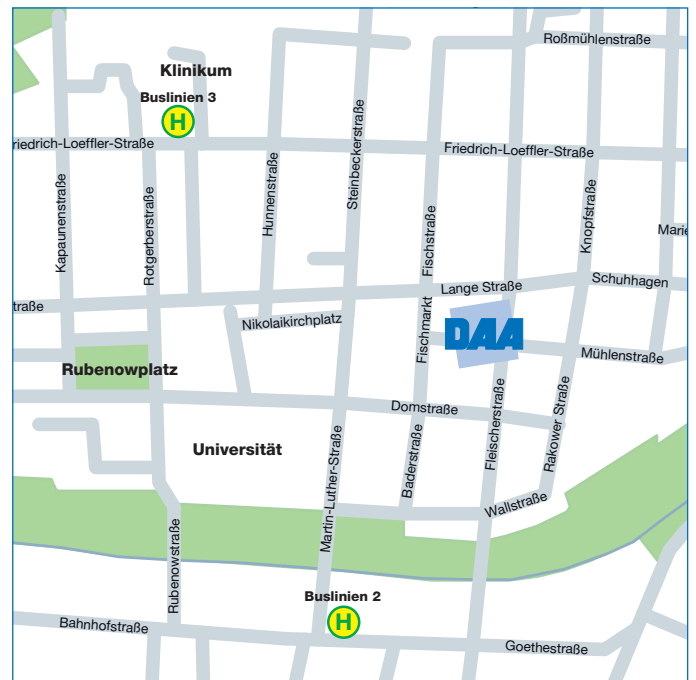 Roßmühlenstraße
Klinikum
Buslinien 3
H
riedrich-Loeffler-Straße
Friedrich-Loeffler-Straße
Kapaunenstraße
Rotgerberstraße
Hunnenstraße
Steinbeckerstraße
Fischstraße
Knopfstraße
Marie
Schuhhagen
Lange Straße
traße
Nikolaikirchplatz
Fischmarkt
DAA
Mühlenstraße
Rubenowplatz
Domstraße
Fleischerstraße
Rakower Straße
Universität
Baderstraße
Martin-Luther-Straße
Wallstraße
Rubenowstraße
Buslinien 2
H
Bahnhofstraße
Goethestraße